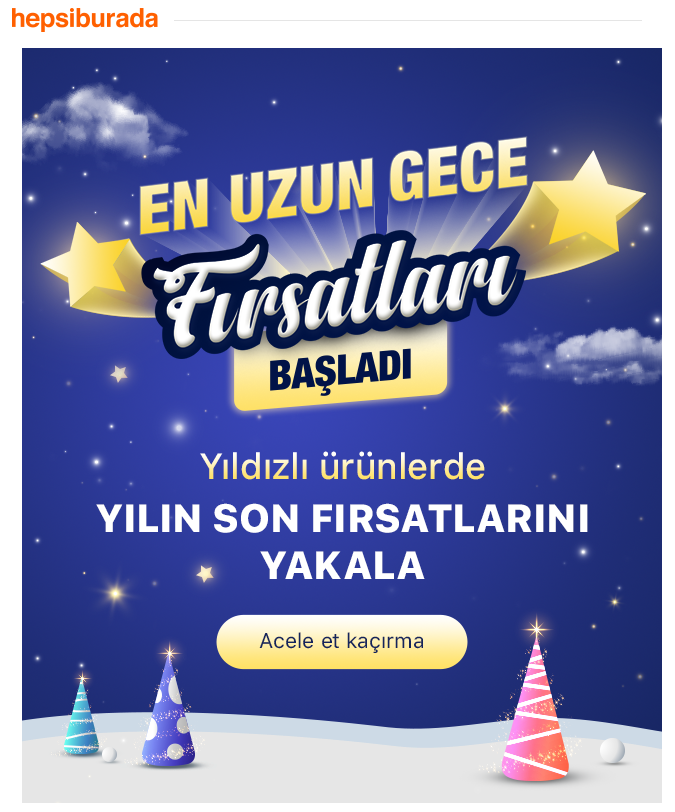 hepsiburada
EN UZUN GECE
Fırsatları
BAŞLADI
Yıldızlı ürünlerde
YILIN SON FIRSATLARINI
YAKALA
Acele et kaçırma